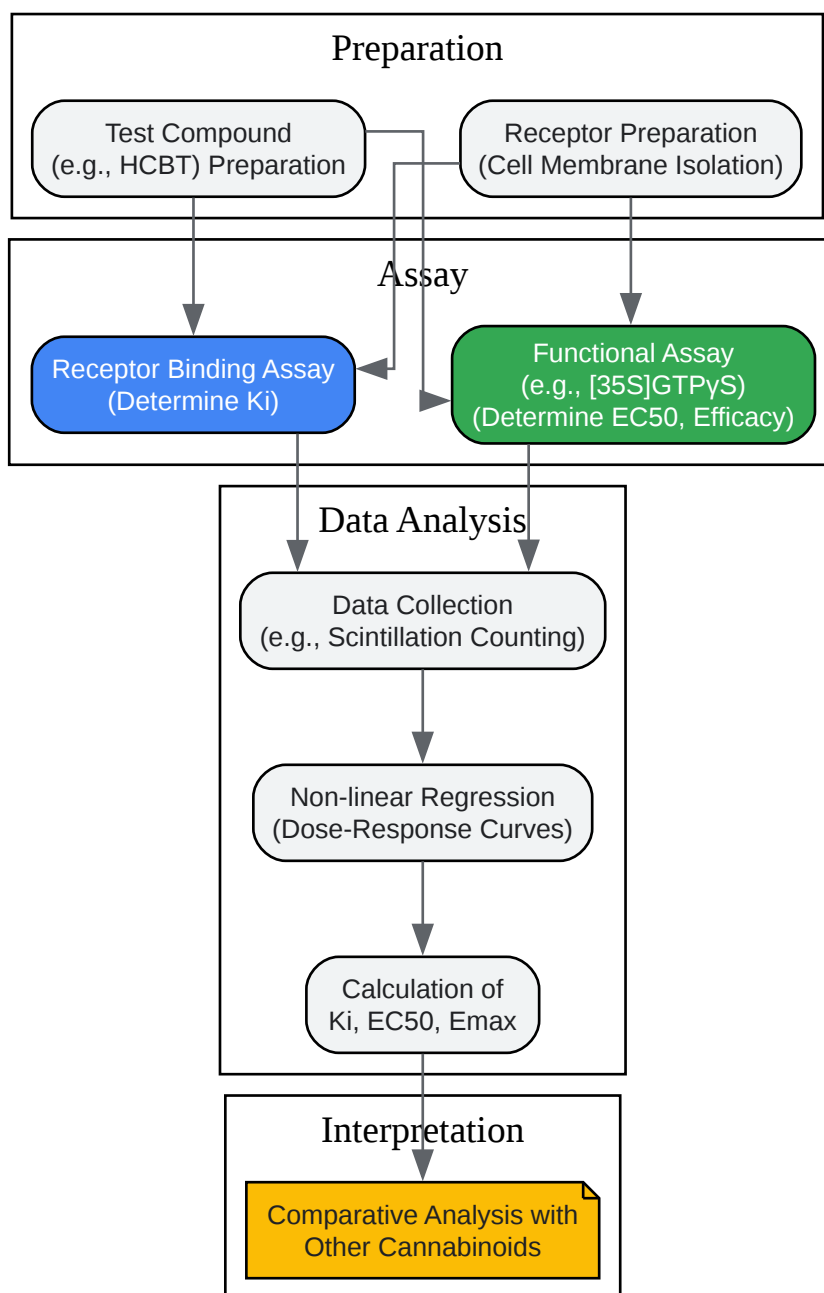 Preparation
Test Compound
(e.g., HCBT) Preparation
Receptor Preparation
(Cell Membrane Isolation)
Assay
Receptor Binding Assay
(Determine Ki)
Functional Assay
(e.g., [35S]GTPγS)
(Determine EC50, Efficacy)
Data Analysis
Data Collection
(e.g., Scintillation Counting)
Non-linear Regression
(Dose-Response Curves)
Calculation of
Ki, EC50, Emax
Interpretation
Comparative Analysis with
Other Cannabinoids